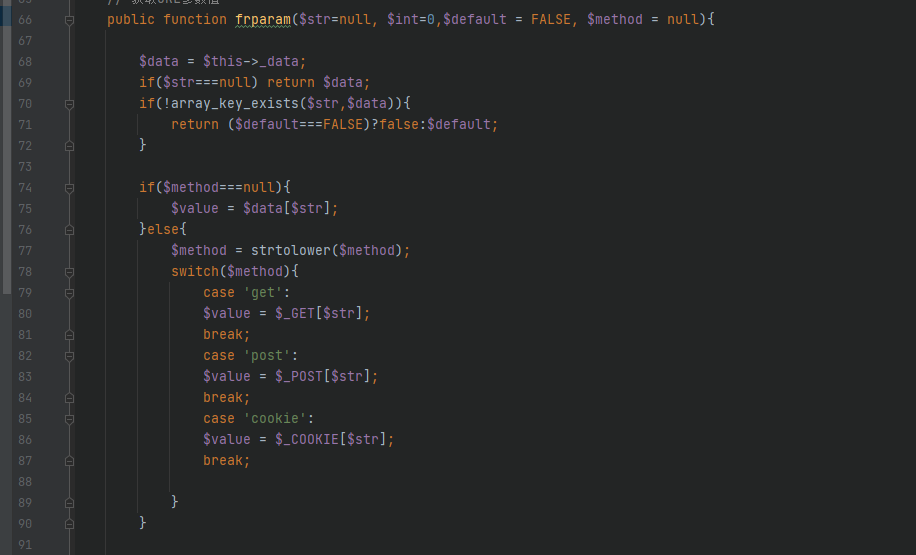 66 public function frparam($str=null, $int=0,$default = FALSE, $method = null){
67
68 $data = $this->_data;
69 if($str===null) return $data;
70 if(!array_key_exists($str,$data)){
71 return ($default===FALSE)?false:$default;
72 }
73
74 if($method===null){
75 $value = $data[$str];
76 }else{
77 $method = strtolower($method);
78 switch($method){
79 case 'get':
80 $value = $_GET[$str];
81 break;
82 case 'post':
83 $value = $_POST[$str];
84 break;
85 case 'cookie':
86 $value = $_COOKIE[$str];
87 break;
88
89 }
90 }
91